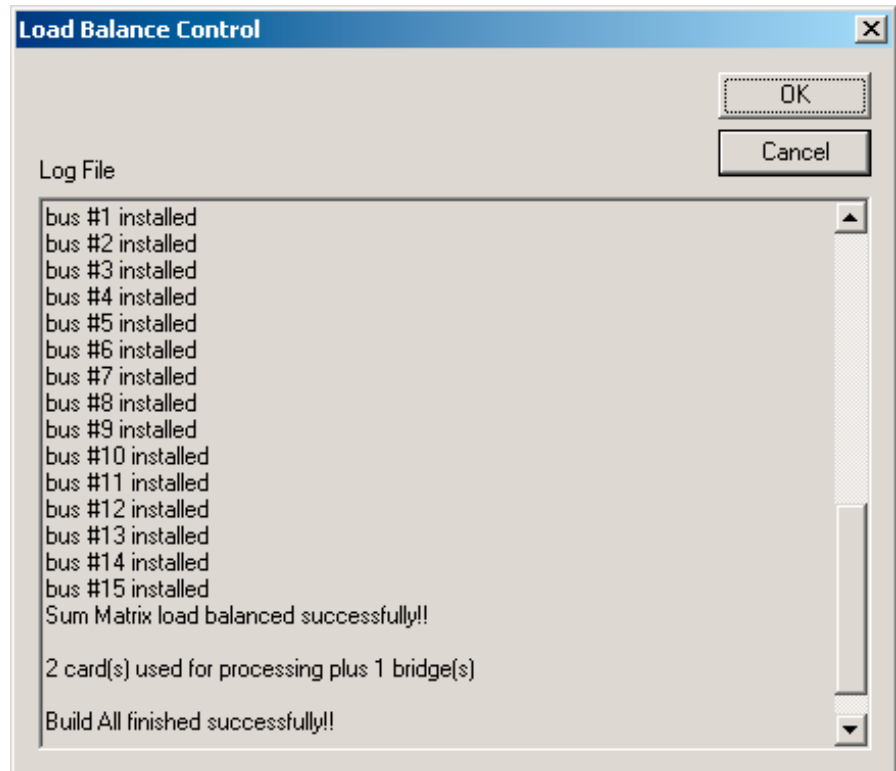 Load Balance Control
OK
Cancel
Log File
bus #1 installed
bus #2 installed
bus #3 installed
bus #4 installed
bus #5 installed
bus #6 installed
bus #7 installed
bus #8 installed
bus #9 installed
bus #10 installed
bus #11 installed
bus #12 installed
bus #13 installed
bus #14 installed
bus #15 installed
Sum Matrix load balanced successfully!!
2 card(s) used for processing plus 1 bridge(s)
Build All finished successfully!!